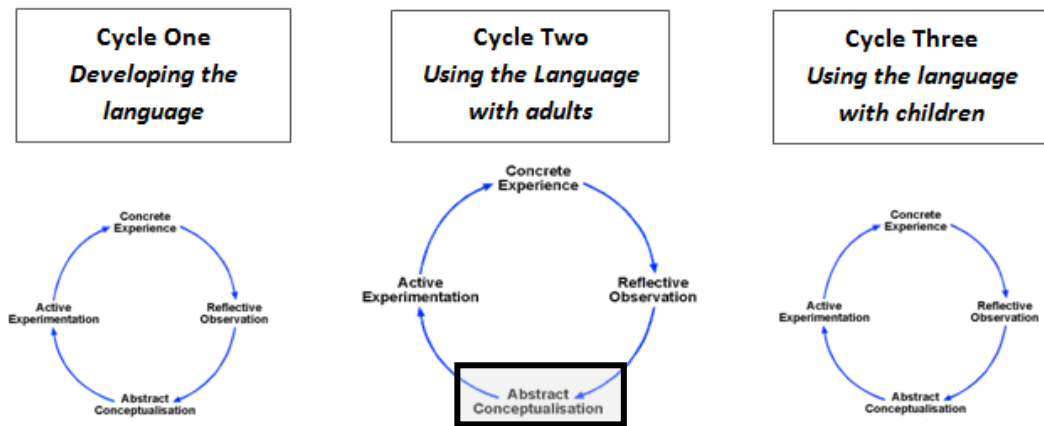 Cycle One
Developing the
language
Cycle Two
Using the Language
with adults
Cycle Three
Using the language
with children
Concrete
Experience
Reflective
Observation
Abstract
Conceptualisation
Active
Experimentation
Concrete
Experience
Reflective
Observation
Abstract
Conceptualisation
Active
Experimentation
Concrete
Experience
Reflective
Observation
Abstract
Conceptualisation
Active
Experimentation